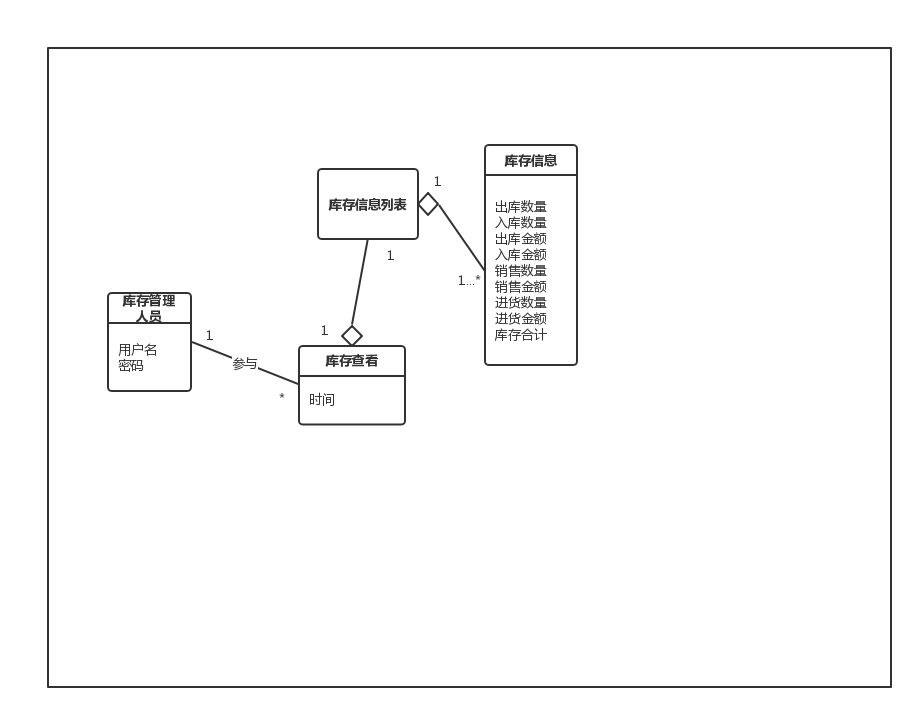 库存信息
1
库存信息列表
出库数量
入库数量
出库金额
入库金额
销售数量
销售金额
进货数量
进货金额
库存合计
1
1...*
库存管理
人员
用户名
密码
1
参与
*
1
库存查看
时间